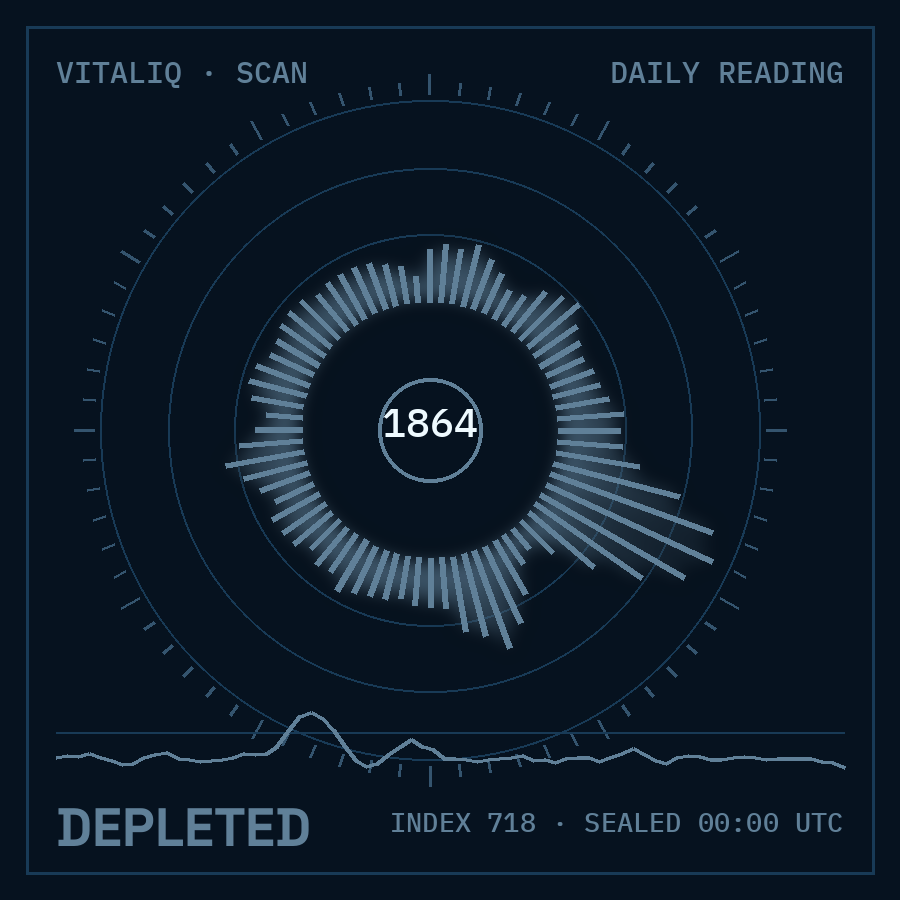 VITALIQ · SCAN
DAILY READING
1864
DEPLETED
INDEX 718 · SEALED 00:00 UTC